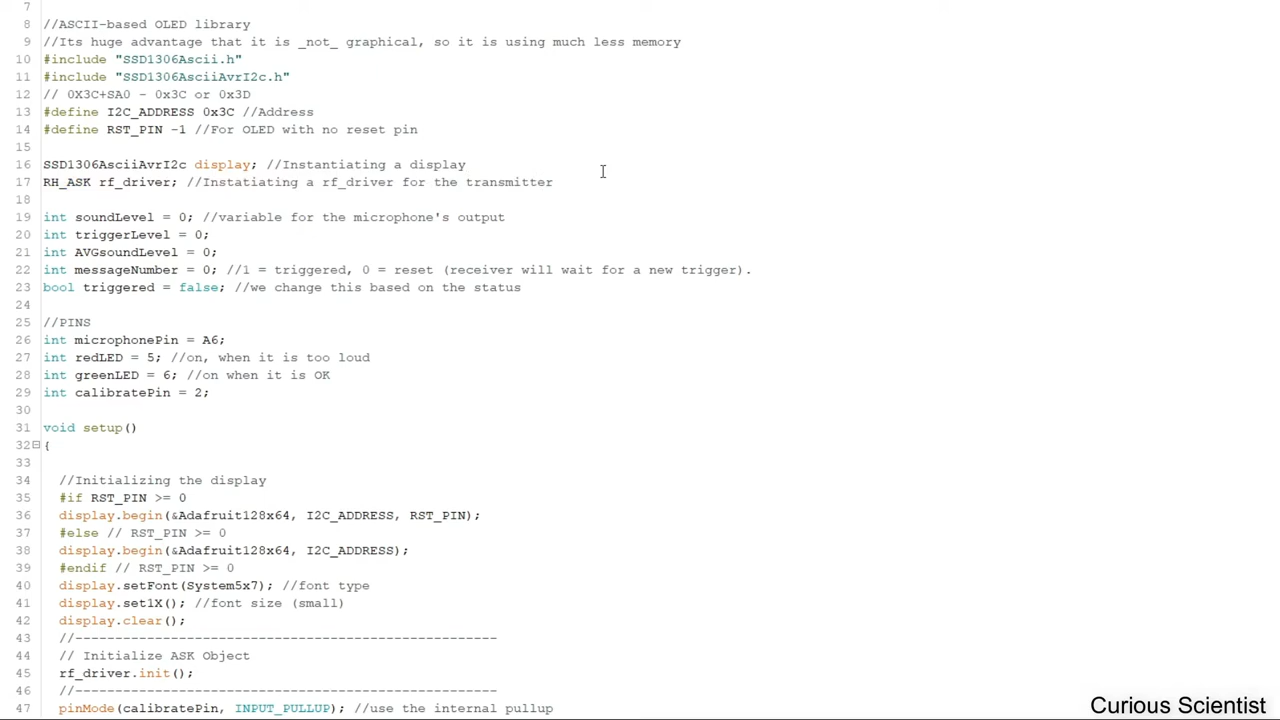 7
8 //ASCII-based OLED library
9 //Its huge advantage that it is _not_ graphical, so it is using much less memory
10 #include "SSD1306Ascii.h"
11 #include "SSD1306AsciiAvrI2c.h"
12 // 0X3C+SA0 - 0x3C or 0x3D
13 #define I2C_ADDRESS 0x3C //Address
14 #define RST_PIN -1 //For OLED with no reset pin
15
16 SSD1306AsciiAvrI2c display; //Instantiating a display
17 RH_ASK rf_driver; //Instatiating a rf_driver for the transmitter
18
19 int soundLevel = 0; //variable for the microphone's output
20 int triggerLevel = 0;
21 int AVGsoundLevel = 0;
22 int messageNumber = 0; //1 = triggered, 0 = reset (receiver will wait for a new trigger).
23 bool triggered = false; //we change this based on the status
24
25 //PINS
26 int microphonePin = A6;
27 int redLED = 5; //on, when it is too loud
28 int greenLED = 6; //on when it is OK
29 int calibratePin = 2;
30
31 void setup()
32 {
33
34 //Initializing the display
35 #if RST_PIN >= 0
36 display.begin(&Adafruit128x64, I2C_ADDRESS, RST_PIN);
37 #else // RST_PIN >= 0
38 display.begin(&Adafruit128x64, I2C_ADDRESS);
39 #endif // RST_PIN >= 0
40 display.setFont(System5x7); //font type
41 display.set1X(); //font size (small)
42 display.clear();
43 //-----------------------------------------------------
44 // Initialize ASK Object
45 rf_driver.init();
46 //-----------------------------------------------------
47 pinMode(calibratePin, INPUT_PULLUP); //use the internal pullup
Curious Scientist